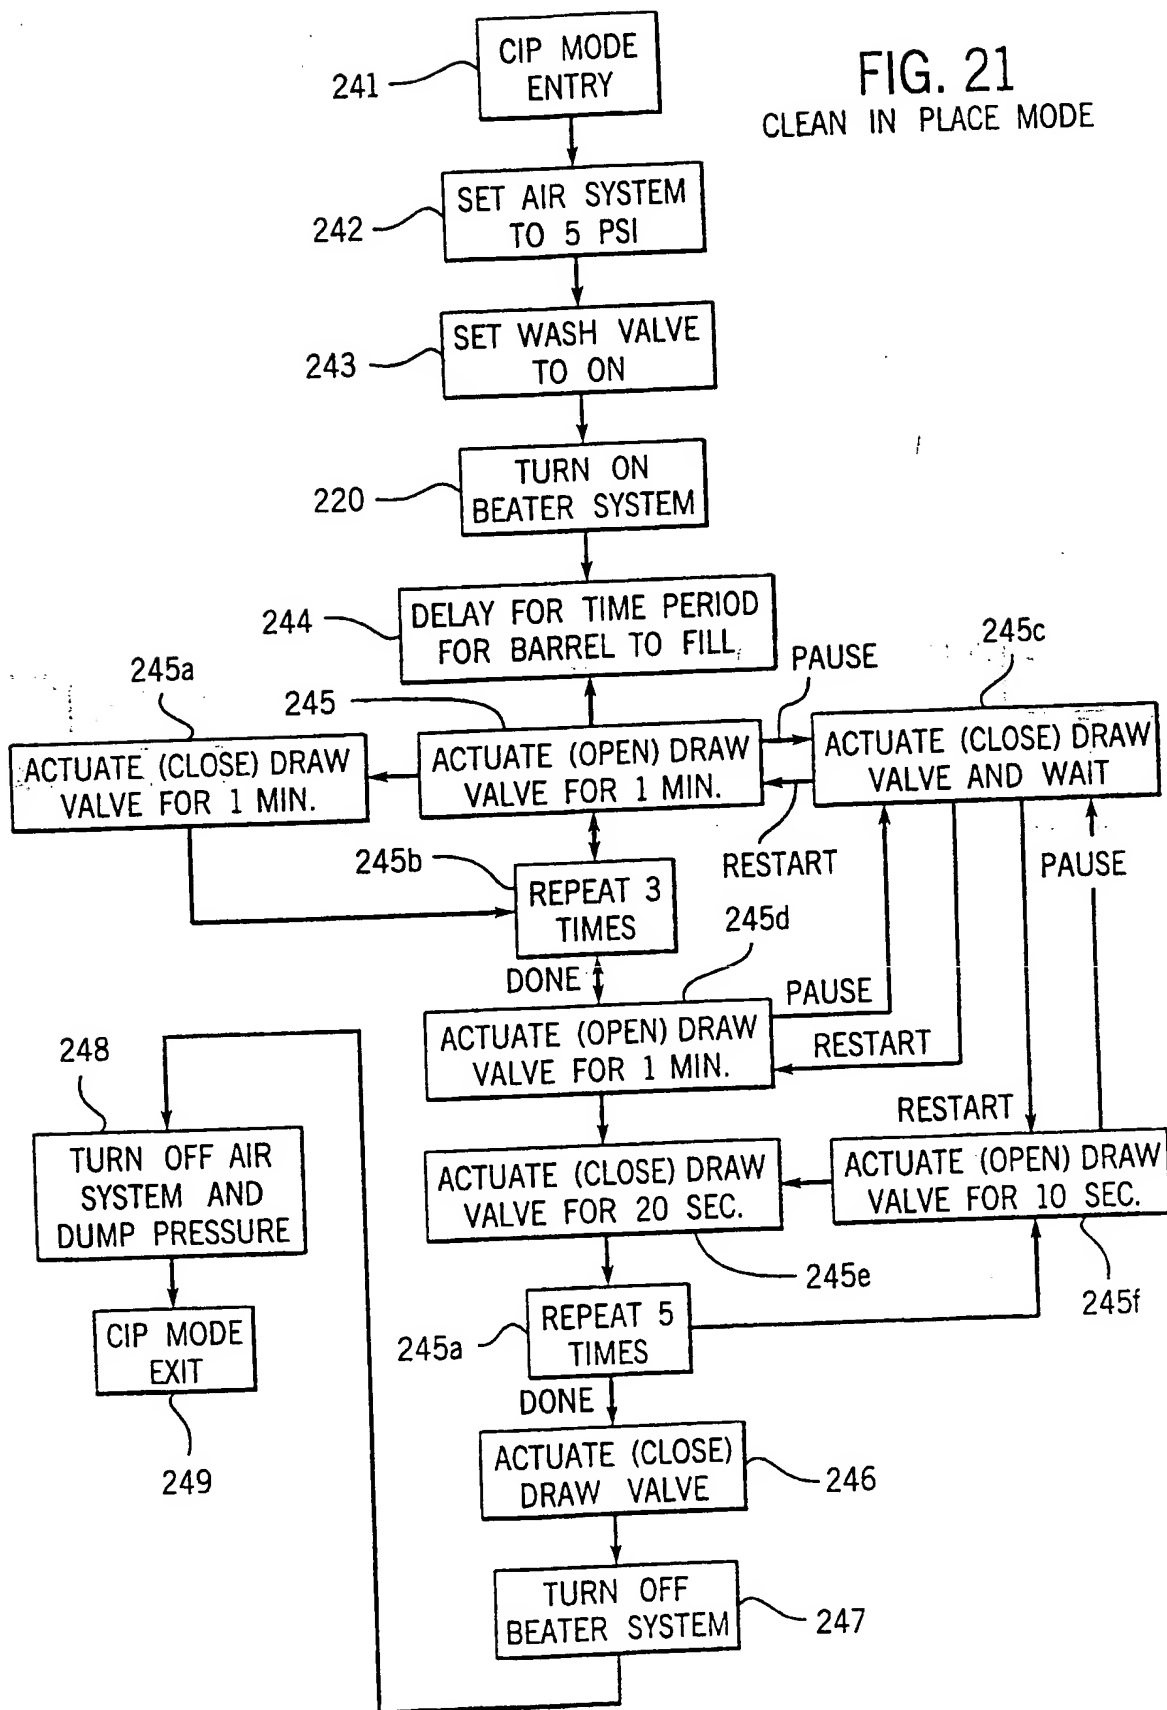 FIG. 21
CLEAN IN PLACE MODE
241
CIP MODE
ENTRY
242
SET AIR SYSTEM
TO 5 PSI
243
SET WASH VALVE
TO ON
220
TURN ON
BEATER SYSTEM
244
DELAY FOR TIME PERIOD
FOR BARREL TO FILL
245a
ACTUATE (CLOSE) DRAW
VALVE FOR 1 MIN.
245
ACTUATE (OPEN) DRAW
VALVE FOR 1 MIN.
PAUSE
RESTART
245c
ACTUATE (CLOSE) DRAW
VALVE AND WAIT
245b
REPEAT 3
TIMES
DONE
245d
ACTUATE (OPEN) DRAW
VALVE FOR 1 MIN.
PAUSE
RESTART
PAUSE
RESTART
ACTUATE (CLOSE) DRAW
VALVE FOR 20 SEC.
245e
ACTUATE (OPEN) DRAW
VALVE FOR 10 SEC.
245f
245a
REPEAT 5
TIMES
DONE
ACTUATE (CLOSE)
DRAW VALVE
246
TURN OFF
BEATER SYSTEM
247
248
TURN OFF AIR
SYSTEM AND
DUMP PRESSURE
CIP MODE
EXIT
249